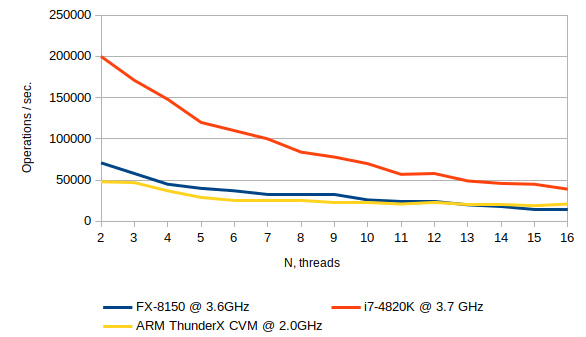 250000
200000
150000
100000
50000
0
Operations / sec.
2 3 4 5 6 7 8 9 10 11 12 13 14 15 16
N, threads
FX-8150 @ 3.6GHz
i7-4820K @ 3.7 GHz
ARM ThunderX CVM @ 2.0GHz